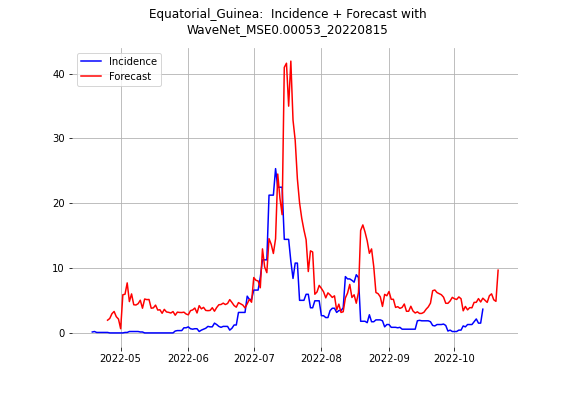 Equatorial_Guinea:  Incidence + Forecast with
WaveNet_MSE0.00053_20220815
Incidence
Forecast
40
30
20
10
0
2022-05
2022-06
2022-07
2022-08
2022-09
2022-10